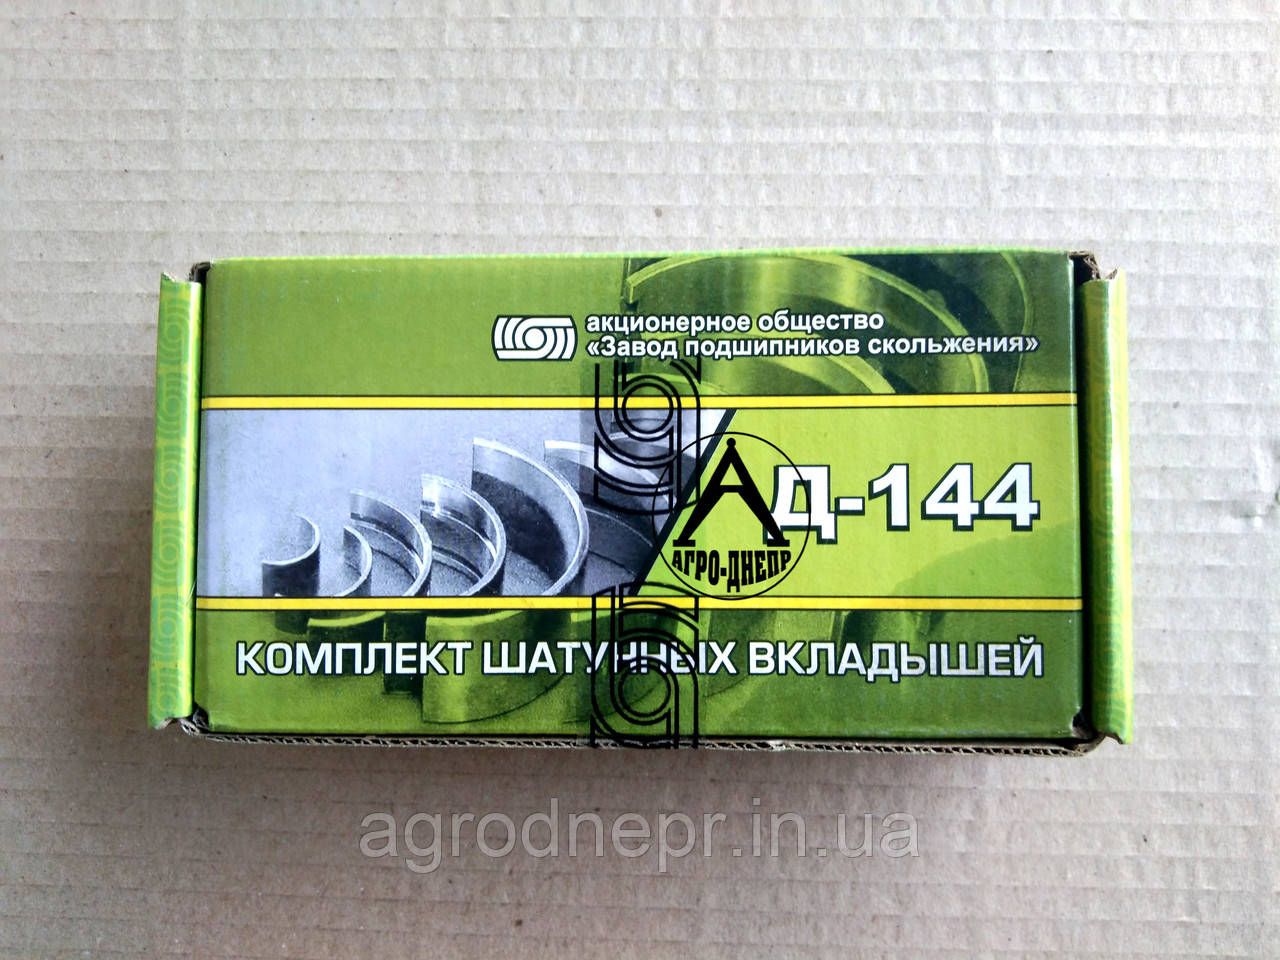 акционерное общество
«Завод подшипников скольжения»
Д-144
А
АГРО-ДНЕПР
КОМПЛЕКТ ШАТУННЫХ ВКЛАДЫШЕЙ
agrodnepr.in.ua